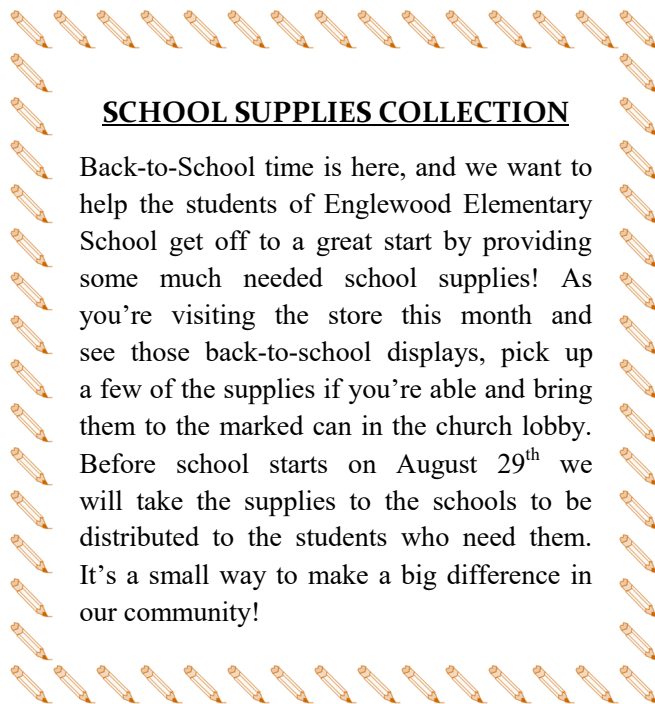 SCHOOL SUPPLIES COLLECTION
Back-to-School time is here, and we want to
help the students of Englewood Elementary
School get off to a great start by providing
some much needed school supplies! As
you’re visiting the store this month and
see those back-to-school displays, pick up
a few of the supplies if you’re able and bring
them to the marked can in the church lobby.
Before school starts on August 29th we
will take the supplies to the schools to be
distributed to the students who need them.
It’s a small way to make a big difference in
our community!